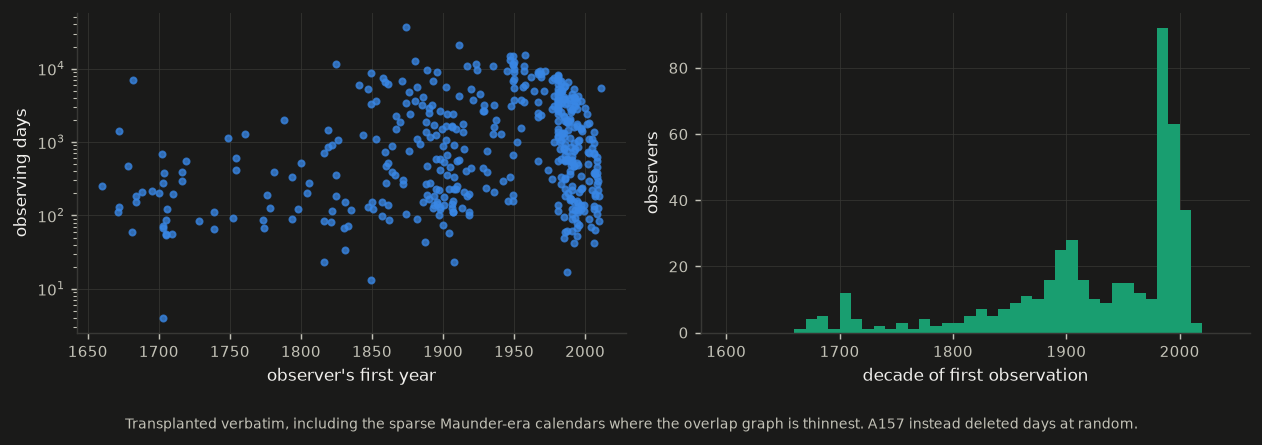 observing days
10⁴
10³
10²
10¹
1650 1700 1750 1800 1850 1900 1950 2000
observer's first year
observers
80
60
40
20
0
1600 1700 1800 1900 2000
decade of first observation
Transplanted verbatim, including the sparse Maunder-era calendars where the overlap graph is thinnest. A157 instead deleted days at random.